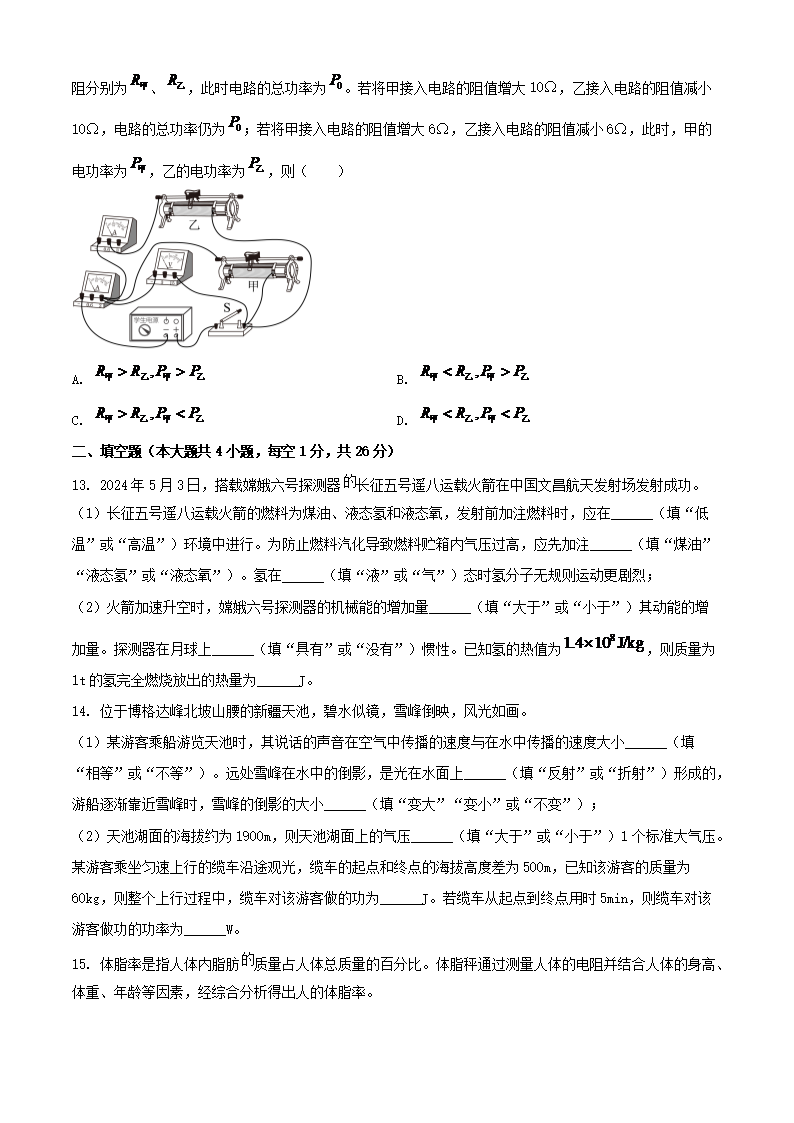 阻分别为R甲、R乙,此时电路的总功率为P0。若将甲接入电路的阻值增大10Ω,乙接入电路的阻值减小
10Ω,电路的总功率仍为P0;若将甲接入电路的阻值增大6Ω,乙接入电路的阻值减小6Ω,此时,甲的
电功率为P甲,乙的电功率为P乙,则( )
乙
甲
S
学生电源
A. R甲>R乙,P甲>P乙 B. R甲<R乙,P甲>P乙
C. R甲>R乙,P甲<P乙 D. R甲<R乙,P甲<P乙
二、填空题(本大题共4小题,每空1分,共26分)
13. 2024年5月3日,搭载嫦娥六号探测器的长征五号遥八运载火箭在中国文昌航天发射场发射成功。
(1)长征五号遥八运载火箭的燃料为煤油、液态氢和液态氧,发射前加注燃料时,应在______(填“低
温”或“高温”)环境中进行。为防止燃料汽化导致燃料贮箱内气压过高,应先加注______(填“煤油”
“液态氢”或“液态氧”)。氢在______(填“液”或“气”)态时氢分子无规则运动更剧烈;
(2)火箭加速升空时,嫦娥六号探测器的机械能的增加量______(填“大于”或“小于”)其动能的增
加量。探测器在月球上______(填“具有”或“没有”)惯性。已知氢的热值为1.4×10⁸J/kg,则质量为
1t的氢完全燃烧放出的热量为______J。
14. 位于博格达峰北坡山腰的新疆天池,碧水似镜,雪峰倒映,风光如画。
(1)某游客乘船游览天池时,其说话的声音在空气中传播的速度与在水中传播的速度大小______(填
“相等”或“不等”)。远处雪峰在水中的倒影,是光在水面上______(填“反射”或“折射”)形成的,
游船逐渐靠近雪峰时,雪峰的倒影的大小______(填“变大”“变小”或“不变”);
(2)天池湖面的海拔约为1900m,则天池湖面上的气压______(填“大于”或“小于”)1个标准大气压。
某游客乘坐匀速上行的缆车沿途观光,缆车的起点和终点的海拔高度差为500m,已知该游客的质量为
60kg,则整个上行过程中,缆车对该游客做的功为______J。若缆车从起点到终点用时5min,则缆车对该
游客做功的功率为______W。
15. 体脂率是指人体内脂肪的质量占人体总质量的百分比。体脂秤通过测量人体的电阻并结合人体的身高、
体重、年龄等因素,经综合分析得出人的体脂率。